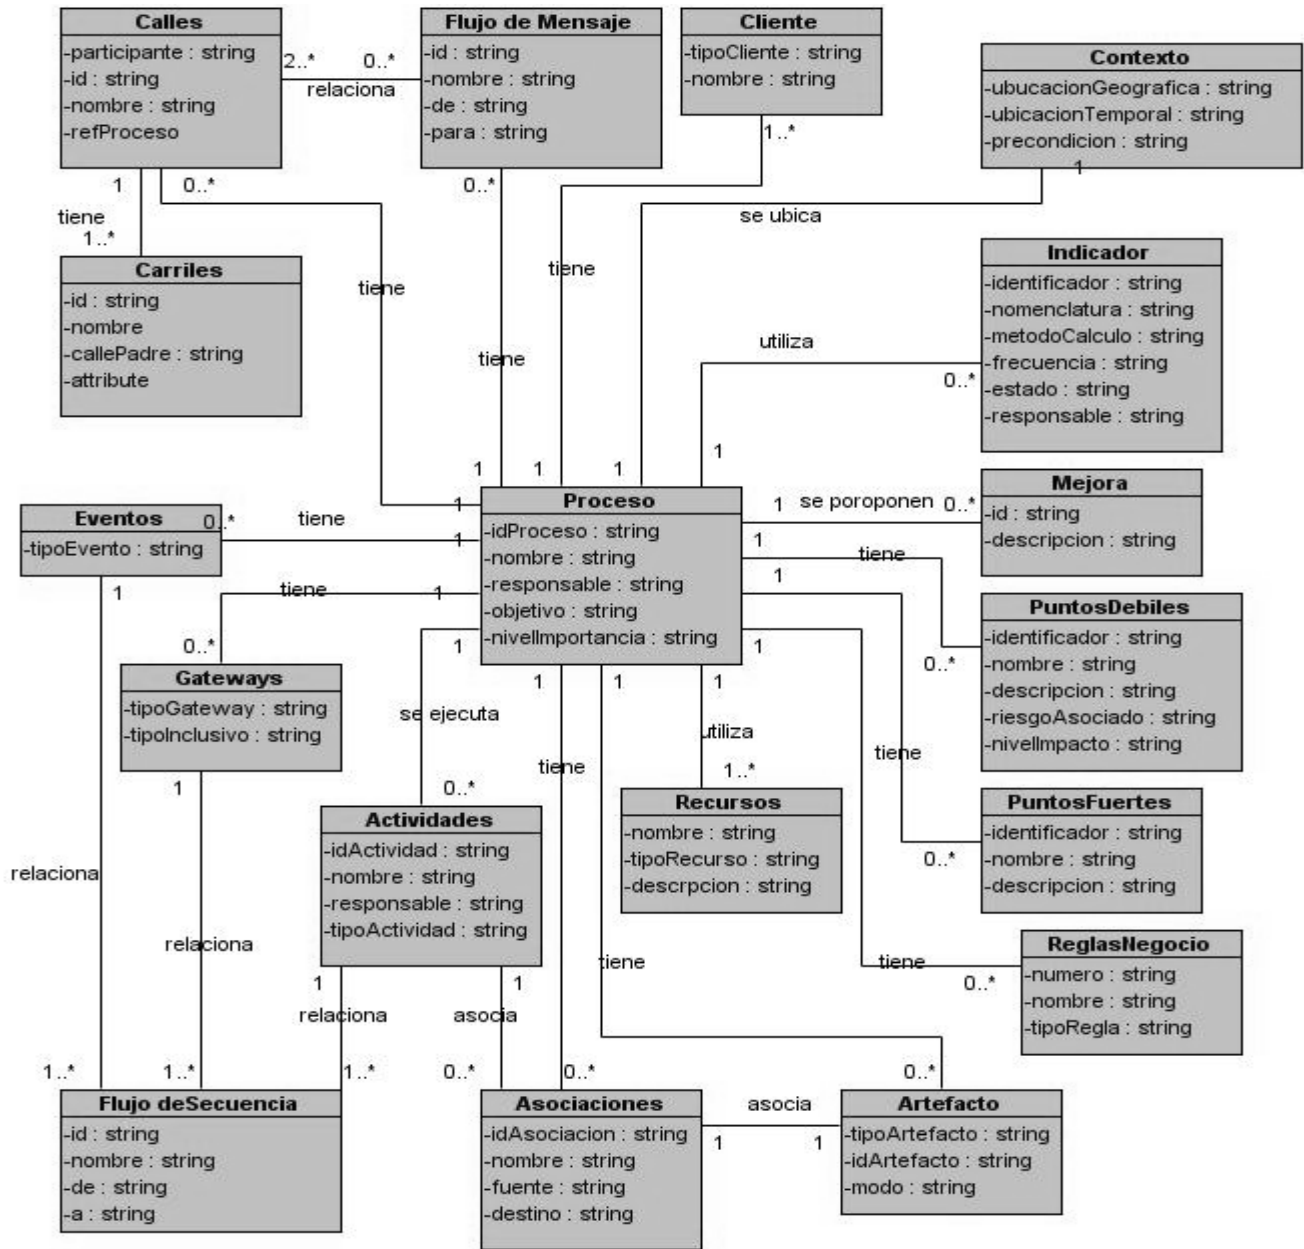 Calles
-participante : string
-id : string
-nombre : string
-refProceso
2..*
0..*
relaciona
Flujo de Mensaje
-id : string
-nombre : string
-de : string
-para : string
Cliente
-tipoCliente : string
-nombre : string
1..*
Contexto
-ubucacionGeografica : string
-ubicacionTemporal : string
-precondicion : string
1
se ubica
1
0..*
0..*
tiene
1..*
Carriles
-id : string
-nombre
-callePadre : string
-attribute
tiene
tiene
tiene
utiliza
Indicador
-identificador : string
-nomenclatura : string
-metodoCalculo : string
-frecuencia : string
-estado : string
-responsable : string
0..*
1
1
1
1
1
Proceso
-idProceso : string
-nombre : string
-responsable : string
-objetivo : string
-nivelImportancia : string
1
se poroponen
0..*
Mejora
-id : string
-descripcion : string
Eventos
-tipoEvento : string
0..*
tiene
1
1
tiene
1
1
tiene
1
0..*
PuntosDebiles
-identificador : string
-nombre : string
-descripcion : string
-riesgoAsociado : string
-nivelImpacto : string
0..*
Gateways
-tipoGateway : string
-tipoInclusivo : string
1
1
se ejecuta
0..*
1
1
1
1
utiliza
1..*
tiene
tiene
Actividades
-idActividad : string
-nombre : string
-responsable : string
-tipoActividad : string
Recursos
-nombre : string
-tipoRecurso : string
-descrpcion : string
PuntosFuertes
-identificador : string
-nombre : string
-descripcion : string
0..*
relaciona
relaciona
1
relaciona
1
asocia
tiene
tiene
0..*
ReglasNegocio
-numero : string
-nombre : string
-tipoRegla : string
1..*
1..*
1..*
0..*
0..*
0..*
Flujo deSecuencia
-id : string
-nombre : string
-de : string
-a : string
Asociaciones
-idAsociacion : string
-nombre : string
-fuente : string
-destino : string
asocia
1
1
Artefacto
-tipoArtefacto : string
-idArtefacto : string
-modo : string